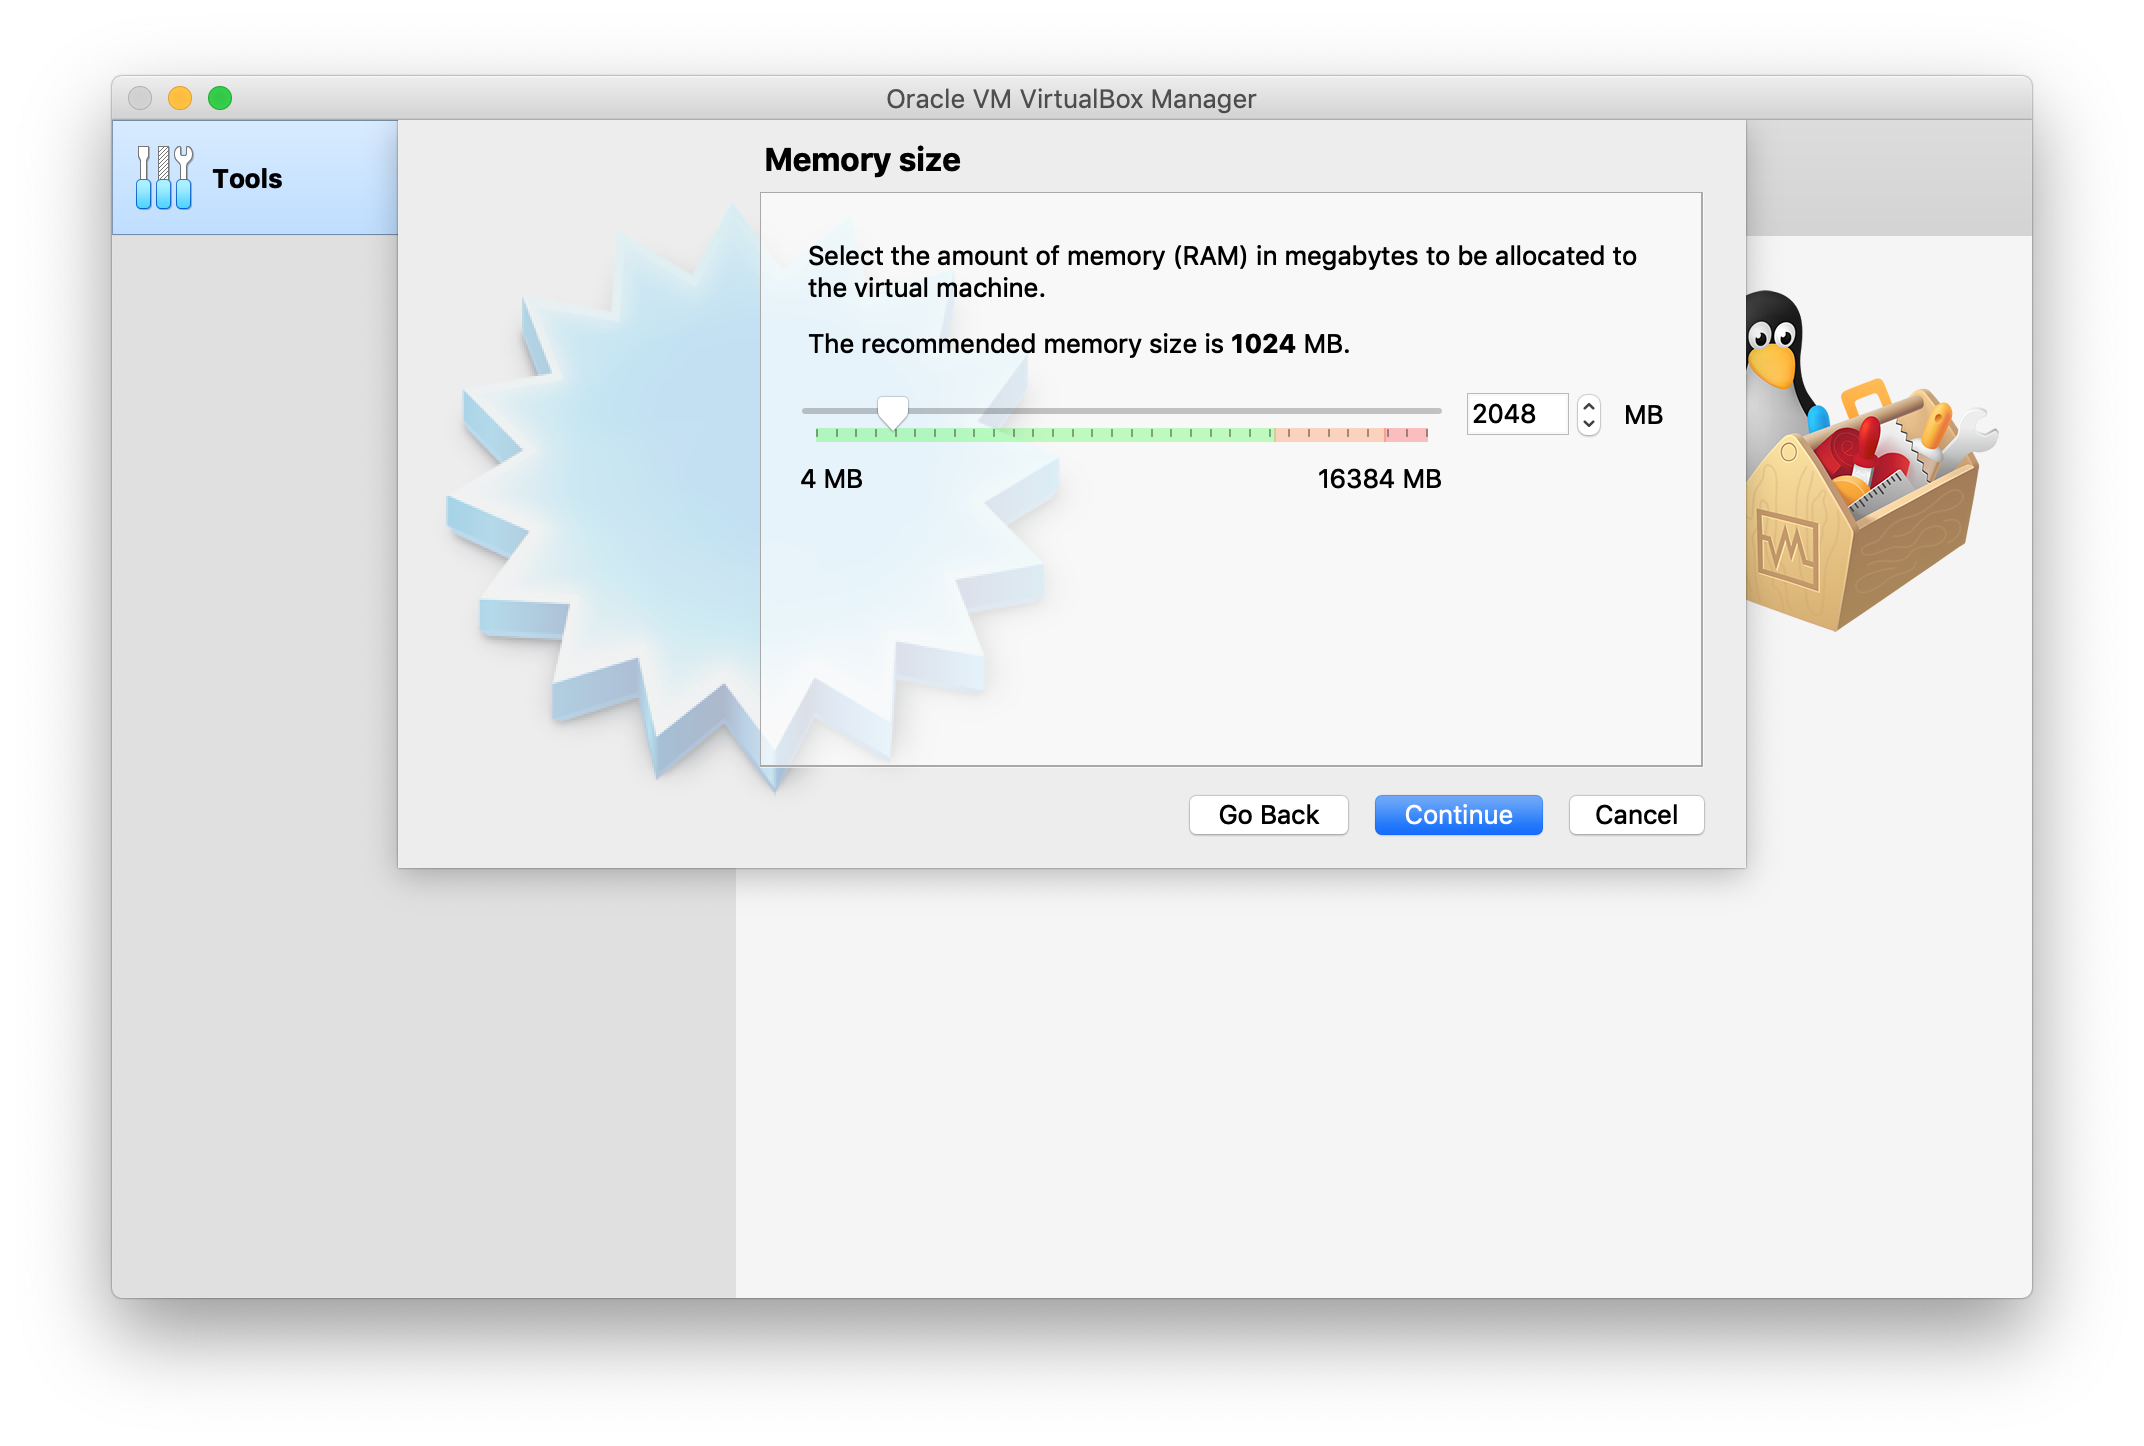 Oracle VM VirtualBox Manager
Tools
Memory size
Select the amount of memory (RAM) in megabytes to be allocated to
the virtual machine.
The recommended memory size is 1024 MB.
2048 MB
4 MB 16384 MB
Go Back Continue Cancel